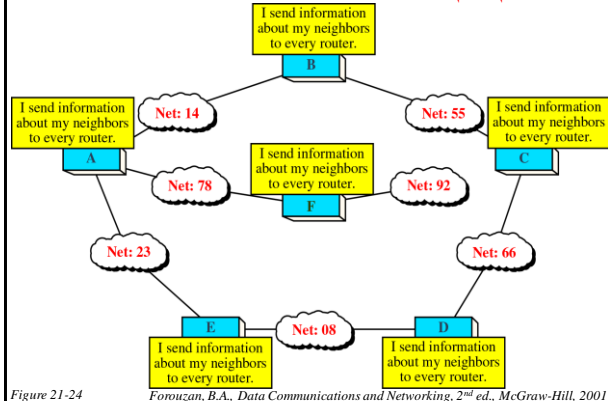 I send information
about my neighbors
to every router.
B
I send information
about my neighbors
to every router.
A
Net: 14
Net: 55
I send information
about my neighbors
to every router.
C
I send information
about my neighbors
to every router.
F
Net: 78
Net: 92
Net: 23
Net: 66
E
Net: 08
D
I send information
about my neighbors
to every router.
I send information
about my neighbors
to every router.
Figure 21-24
Forouzan, B.A., Data Communications and Networking, 2nd ed., McGraw-Hill, 2001